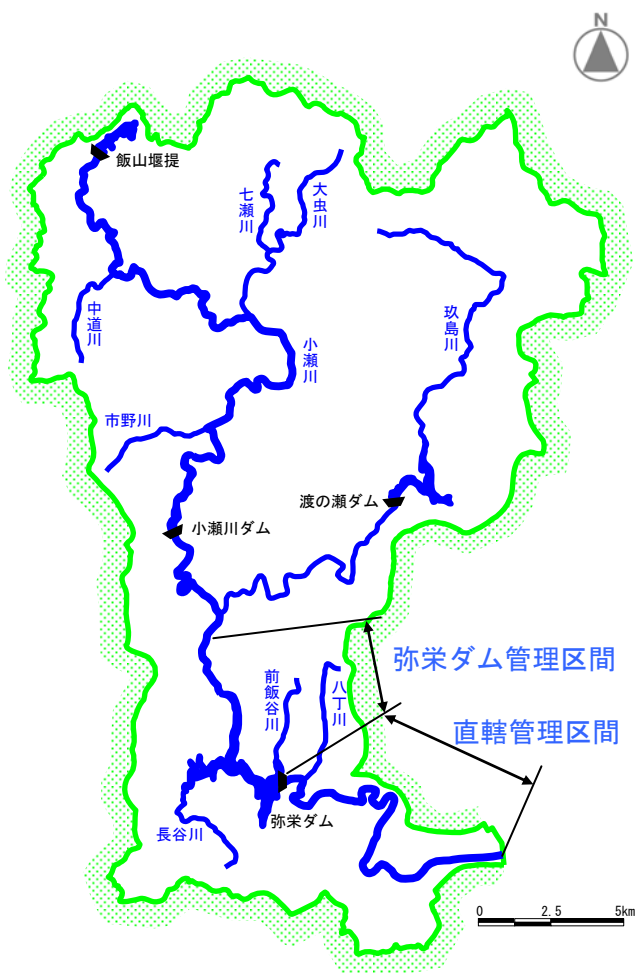 N
飯山堰提
七瀬川
大虫川
中道川
小瀬川
玖島川
市野川
渡の瀬ダム
小瀬川ダム
弥栄ダム管理区間
前飯谷川
八丁川
直轄管理区間
弥栄ダム
長谷川
0 2.5 5km